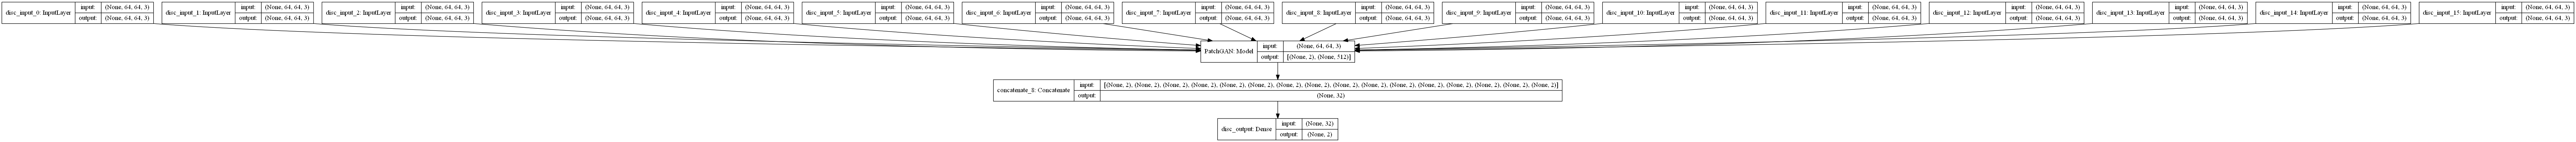 disc_input_0: InputLayer input: (None, 64, 64, 3) output: (None, 64, 64, 3)
disc_input_1: InputLayer input: (None, 64, 64, 3) output: (None, 64, 64, 3)
disc_input_2: InputLayer input: (None, 64, 64, 3) output: (None, 64, 64, 3)
disc_input_3: InputLayer input: (None, 64, 64, 3) output: (None, 64, 64, 3)
disc_input_4: InputLayer input: (None, 64, 64, 3) output: (None, 64, 64, 3)
disc_input_5: InputLayer input: (None, 64, 64, 3) output: (None, 64, 64, 3)
disc_input_6: InputLayer input: (None, 64, 64, 3) output: (None, 64, 64, 3)
disc_input_7: InputLayer input: (None, 64, 64, 3) output: (None, 64, 64, 3)
disc_input_8: InputLayer input: (None, 64, 64, 3) output: (None, 64, 64, 3)
disc_input_9: InputLayer input: (None, 64, 64, 3) output: (None, 64, 64, 3)
disc_input_10: InputLayer input: (None, 64, 64, 3) output: (None, 64, 64, 3)
disc_input_11: InputLayer input: (None, 64, 64, 3) output: (None, 64, 64, 3)
disc_input_12: InputLayer input: (None, 64, 64, 3) output: (None, 64, 64, 3)
disc_input_13: InputLayer input: (None, 64, 64, 3) output: (None, 64, 64, 3)
disc_input_14: InputLayer input: (None, 64, 64, 3) output: (None, 64, 64, 3)
disc_input_15: InputLayer input: (None, 64, 64, 3) output: (None, 64, 64, 3)
PatchGAN: Model input: (None, 64, 64, 3) output: [(None, 2), (None, 512)]
concatenate_8: Concatenate input: [(None, 2), (None, 2), (None, 2), (None, 2), (None, 2), (None, 2), (None, 2), (None, 2), (None, 2), (None, 2), (None, 2), (None, 2), (None, 2), (None, 2), (None, 2), (None, 2)] output: (None, 32)
disc_output: Dense input: (None, 32) output: (None, 2)